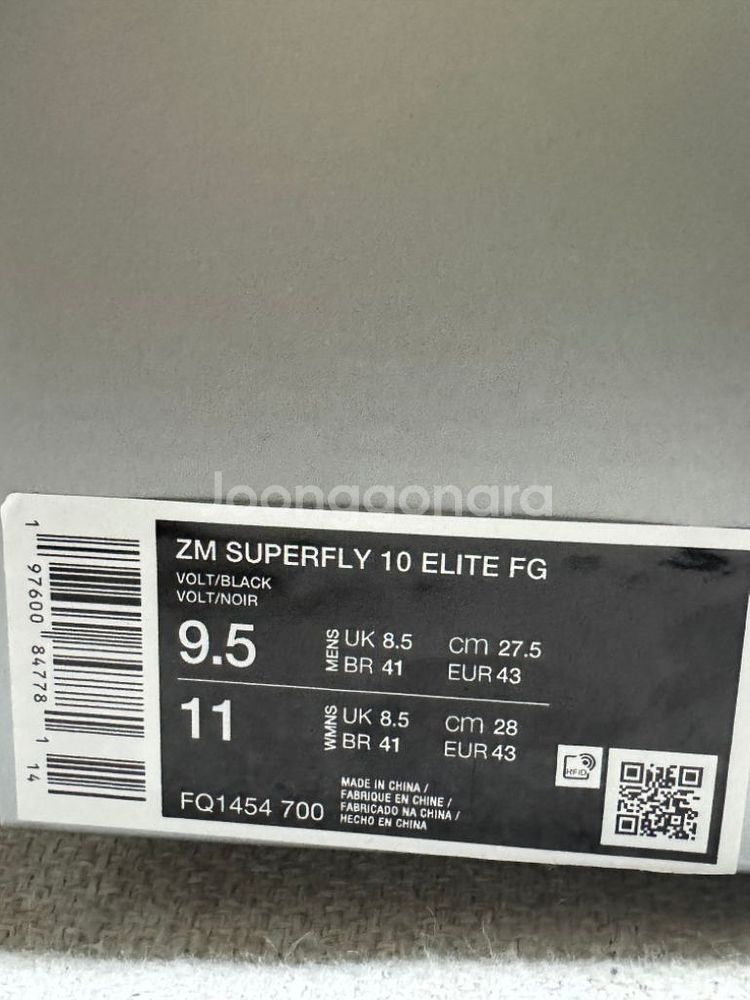 joonggonara
ZM SUPERFLY 10 ELITE FG
VOLT/BLACK
VOLT/NOIR
9.5
MENS
UK 8.5
BR 41
cm 27.5
EUR 43
11
WMNS
UK 8.5
BR 41
cm 28
EUR 43
FQ1454 700
MADE IN CHINA /
FABRIQUE EN CHINE /
FABRICADO NA CHINA /
HECHO EN CHINA
RFID
1 97600 84778 1 14